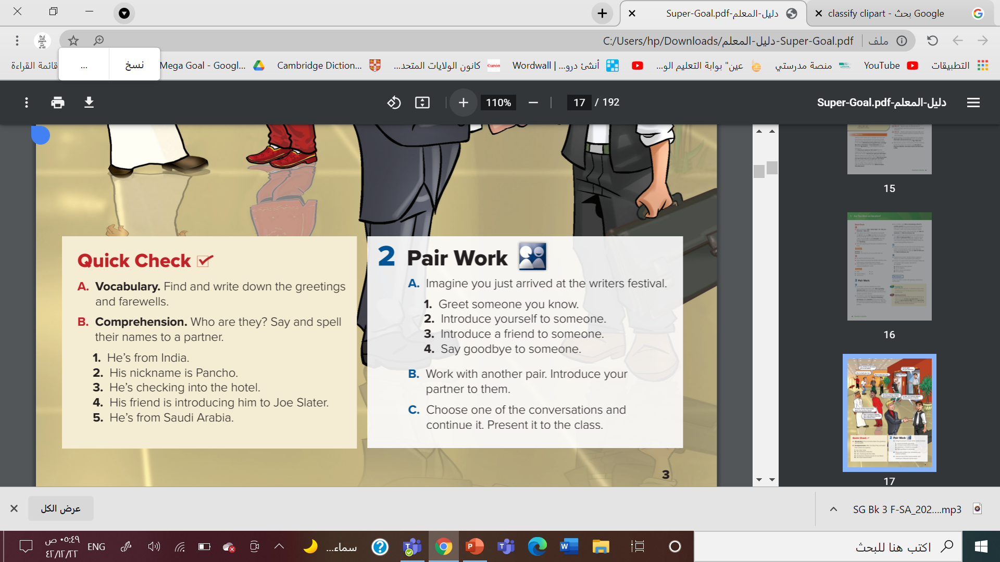 دليل-المعلم-Super-Goal.pdf
classify clipart - بحث Google
C:/Users/hp/Downloads/دليل-المعلم-Super-Goal.pdf
ملف
التطبيقات
YouTube
منصة مدرستي
عين" بوابة التعليم الو...
Wordwall | أنشئ درو...
كانون الولايات المتحد...
Cambridge Diction...
Mega Goal - Googl...
نسخ
...
قائمة القراءة
دليل-المعلم-Super-Goal.pdf
17 / 192
110%
15
16
17
Quick Check
A. Vocabulary. Find and write down the greetings
and farewells.
B. Comprehension. Who are they? Say and spell
their names to a partner.
1. He's from India.
2. His nickname is Pancho.
3. He's checking into the hotel.
4. His friend is introducing him to Joe Slater.
5. He's from Saudi Arabia.
2 Pair Work
A. Imagine you just arrived at the writers festival.
1. Greet someone you know.
2. Introduce yourself to someone.
3. Introduce a friend to someone.
4. Say goodbye to someone.
B. Work with another pair. Introduce your
partner to them.
C. Choose one of the conversations and
continue it. Present it to the class.
3
عرض الكل
SG Bk 3 F-SA_202....mp3
اكتب هنا للبحث
سماء...
ENG
٠٥:٤٩ ص
٤٢/١٢/٢٢